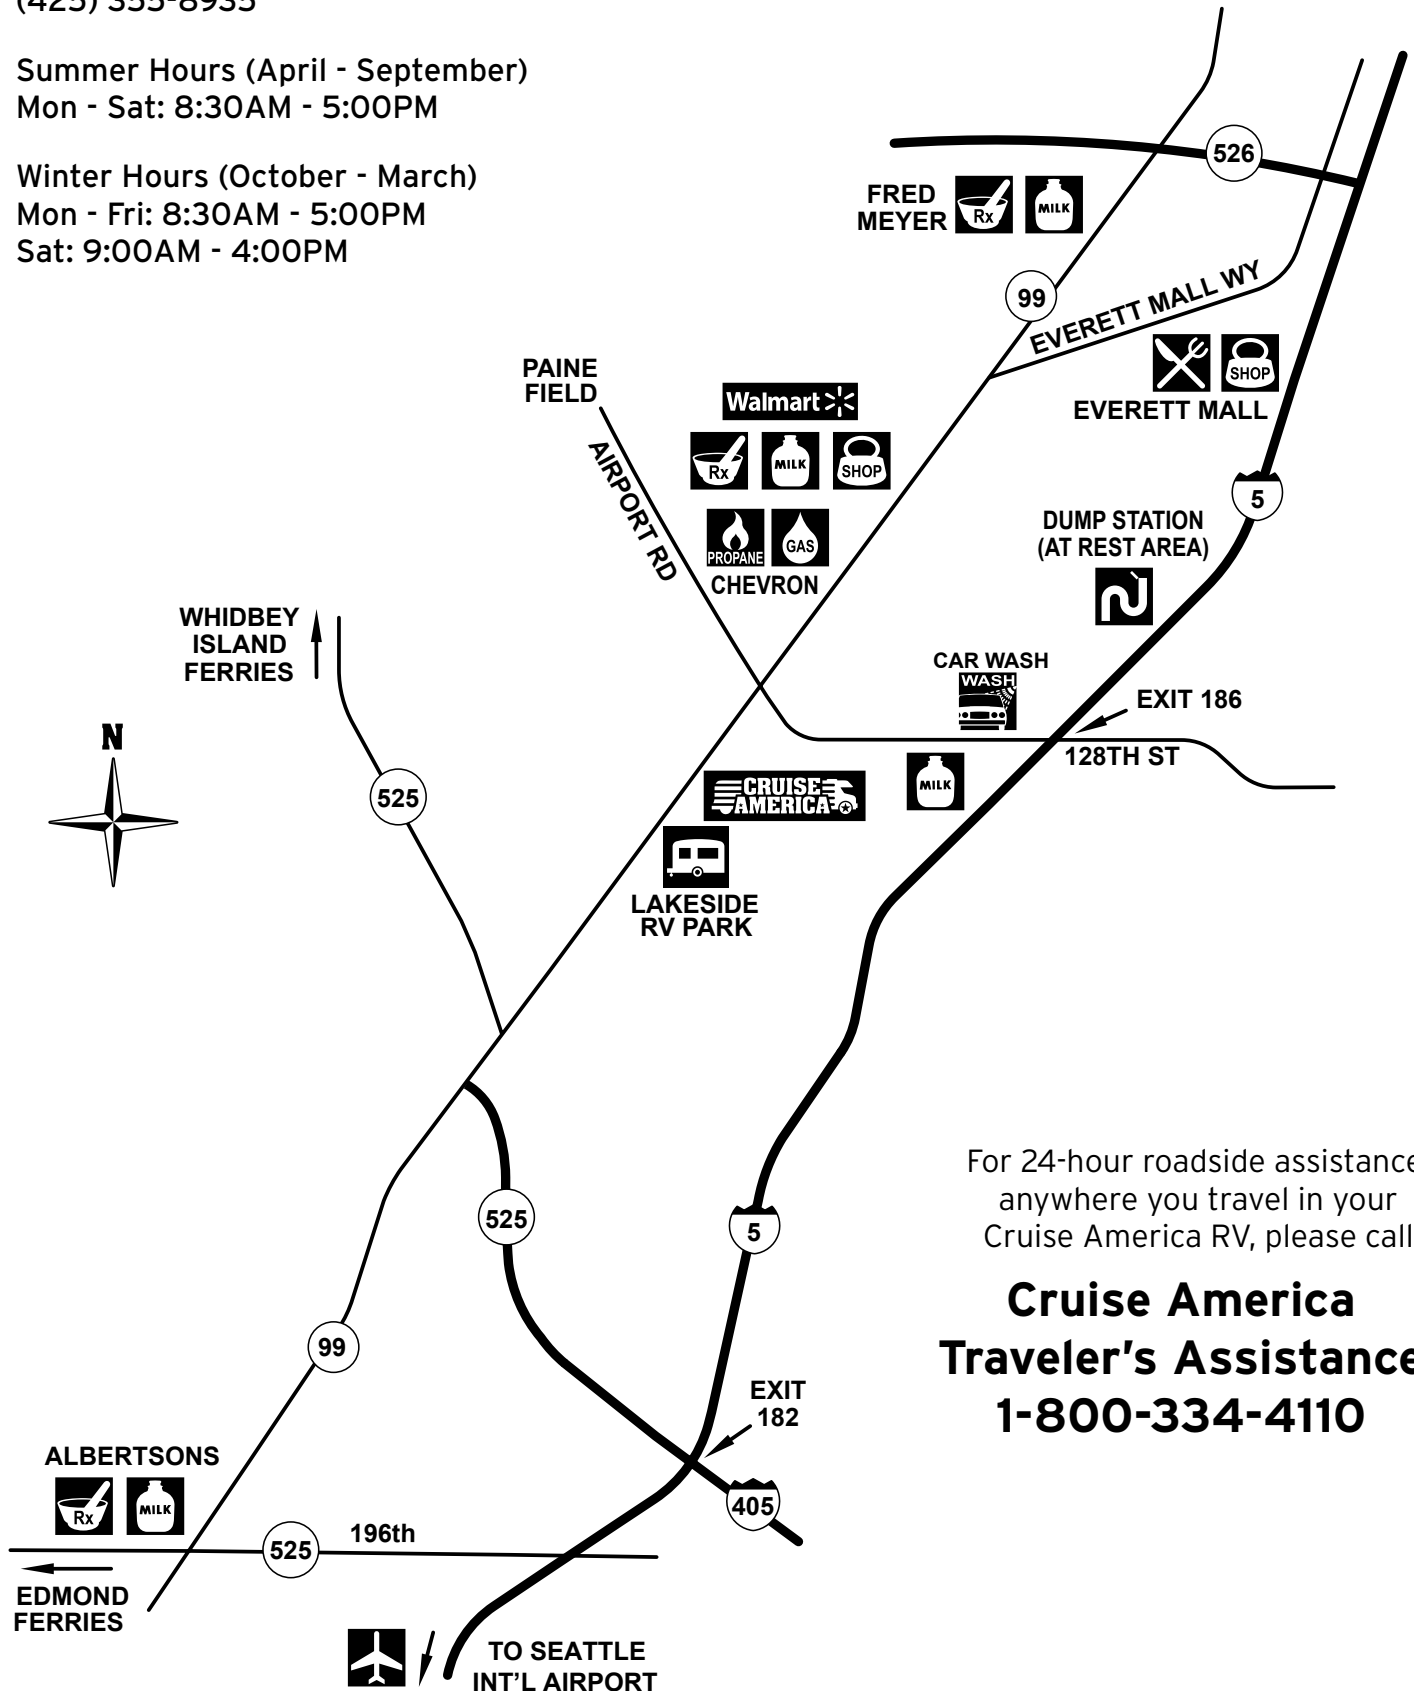 (425) 355-8935
Summer Hours (April - September)
Mon - Sat: 8:30AM - 5:00PM
Winter Hours (October - March)
Mon - Fri: 8:30AM - 5:00PM
Sat: 9:00AM - 4:00PM
526
FRED
MEYER
Rx
MILK
99
EVERETT MALL WY
SHOP
EVERETT MALL
PAINE
FIELD
AIRPORT RD
Walmart
Rx
MILK
SHOP
PROPANE
GAS
CHEVRON
5
DUMP STATION
(AT REST AREA)
WHIDBEY
ISLAND
FERRIES
CAR WASH
WASH
EXIT 186
128TH ST
N
525
CRUISE
AMERICA
MILK
LAKESIDE
RV PARK
525
5
For 24-hour roadside assistance
anywhere you travel in your
Cruise America RV, please call
Cruise America
Traveler's Assistance
1-800-334-4110
99
EXIT
182
405
ALBERTSONS
Rx
MILK
525
196th
EDMOND
FERRIES
TO SEATTLE
INT'L AIRPORT